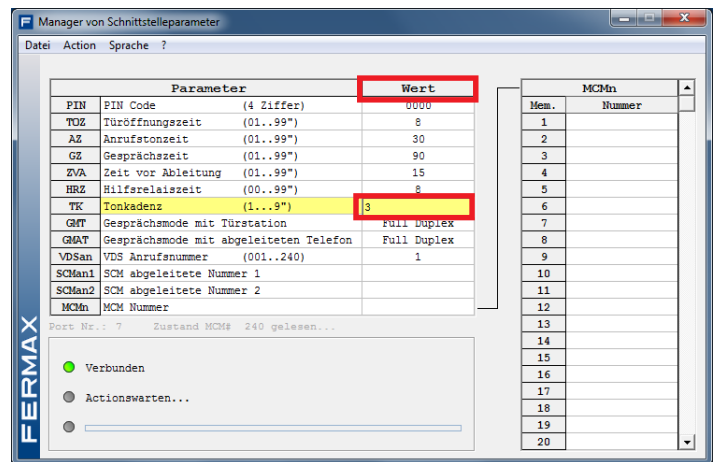 Manager von Schnittstelleparameter
Datei Action Sprache ?
Parameter Wert
PIN PIN Code (4 Ziffer) 0000
TOZ Türöffnungszeit (01..99") 8
AZ Anrufstonzeit (01..99") 30
GZ Gesprächszeit (01..99") 90
ZVA Zeit vor Ableitung (01..99") 15
HRZ Hilfsrelaiszeit (00..99") 8
TK Tonkadenz (1...9") 3
GMT Gesprächsmode mit Türstation Full Duplex
GMAT Gesprächsmode mit abgeleiteten Telefon Full Duplex
VDSan VDS Anrufsnummer (001..240) 1
SCMan1 SCM abgeleitete Nummer 1
SCMan2 SCM abgeleitete Nummer 2
MCMn MCM Nummer
Port Nr.: 7 Zustand MCM# 240 gelesen...
Verbunden
Actionswarten...
FERMAX
MCMn
Mem. Nummer
1
2
3
4
5
6
7
8
9
10
11
12
13
14
15
16
17
18
19
20